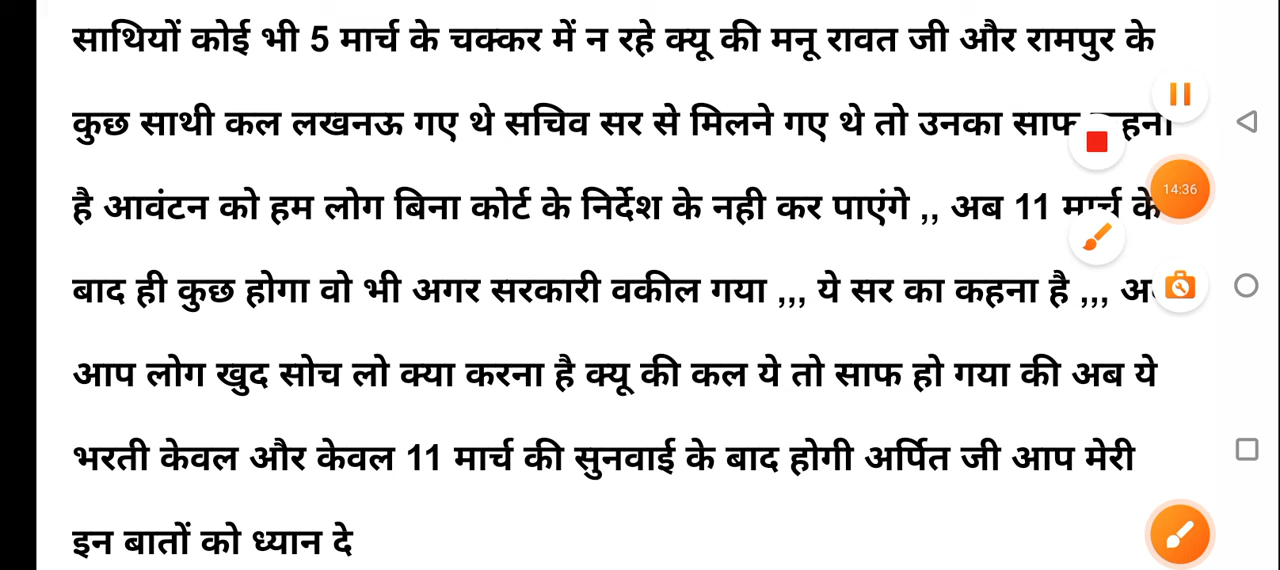 साथियों कोई भी 5 मार्च के चक्कर में न रहे क्यू की मनू रावत जी और रामपुर के
कुछ साथी कल लखनऊ गए थे सचिव सर से मिलने गए थे तो उनका साफ
है आवंटन को हम लोग बिना कोर्ट के निर्देश के नही कर पाएंगे ,, अब 11 मार्च के
14:36
बाद ही कुछ होगा वो भी अगर सरकारी वकील गया ,,, ये सर का कहना है ,,,
आप लोग खुद सोच लो क्या करना है क्यू की कल ये तो साफ हो गया की अब ये
भरती केवल और केवल 11 मार्च की सुनवाई के बाद होगी अर्पित जी आप मेरी
इन बातों को ध्यान दे